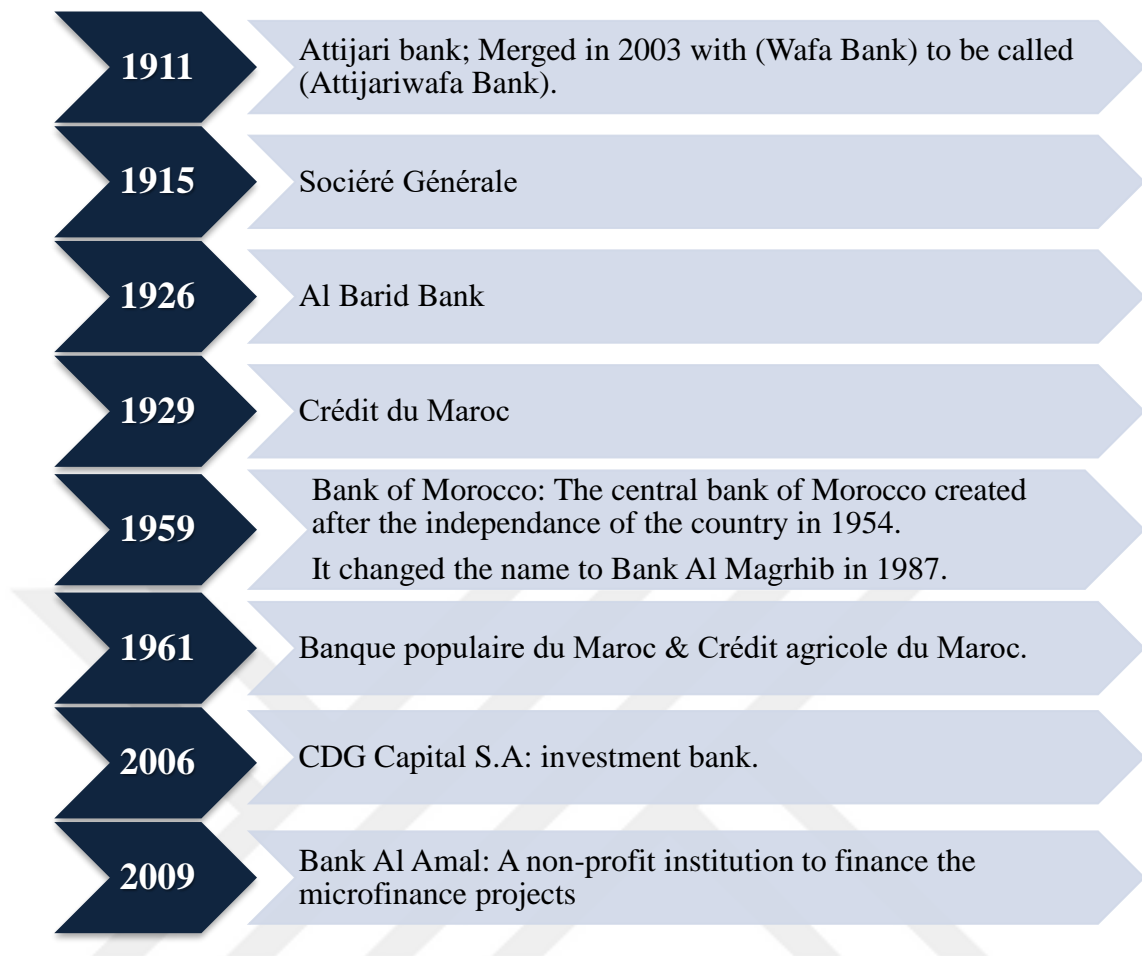 1911
Attijari bank; Merged in 2003 with (Wafa Bank) to be called
(Attijariwafa Bank).
1915
Sociéré Générale
1926
Al Barid Bank
1929
Crédit du Maroc
1959
Bank of Morocco: The central bank of Morocco created
after the independance of the country in 1954.
It changed the name to Bank Al Magrhib in 1987.
1961
Banque populaire du Maroc & Crédit agricole du Maroc.
2006
CDG Capital S.A: investment bank.
2009
Bank Al Amal: A non-profit institution to finance the
microfinance projects